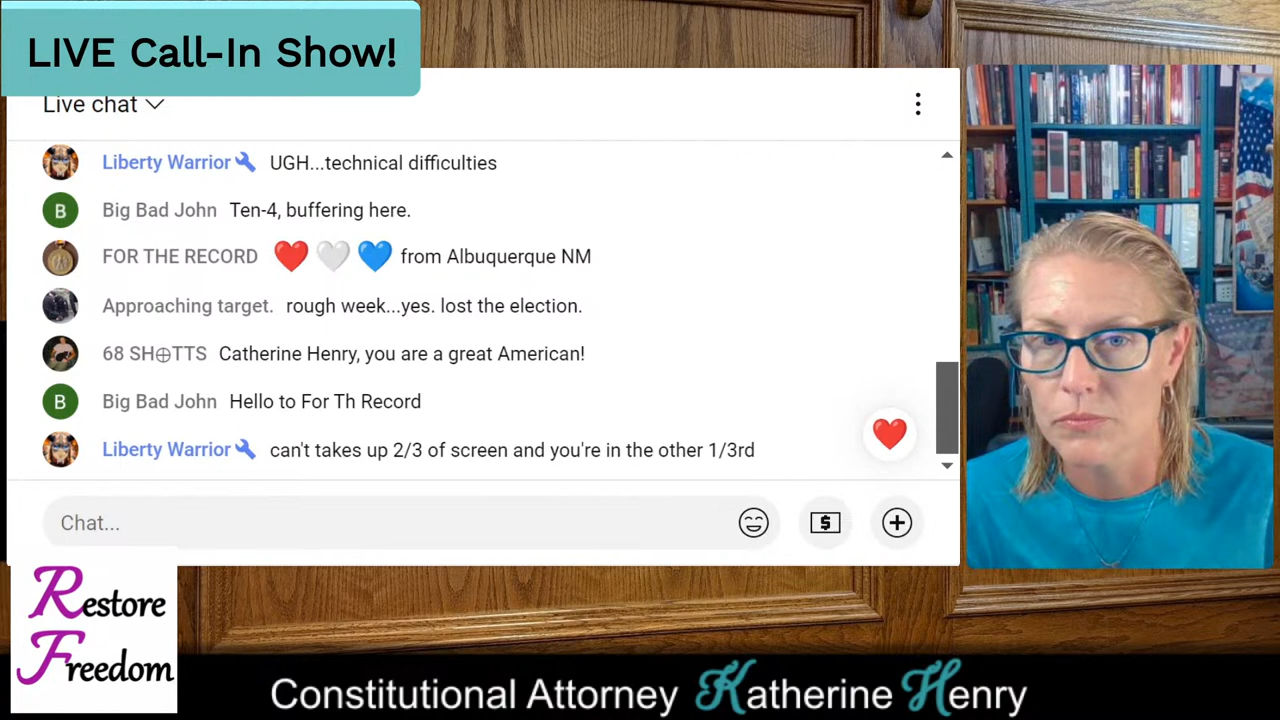 LIVE Call-In Show!
Live chat
Liberty Warrior UGH...technical difficulties
B Big Bad John Ten-4, buffering here.
FOR THE RECORD ❤️ 🤍 💙 from Albuquerque NM
Approaching target. rough week...yes. lost the election.
68 SH⨁TTS Catherine Henry, you are a great American!
B Big Bad John Hello to For Th Record
Liberty Warrior can't takes up 2/3 of screen and you're in the other 1/3rd
Chat...
$
Restore
Freedom
Constitutional Attorney Katherine Henry